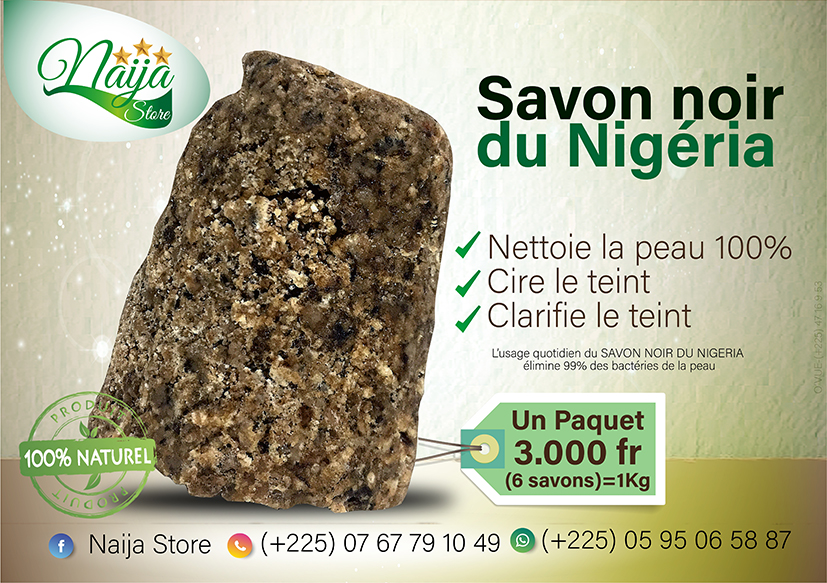 Naija
Store
Savon noir
du Nigéria
Nettoie la peau 100%
Cire le teint
Clarifie le teint
L'usage quotidien du SAVON NOIR DU NIGERIA
élimine 99% des bactéries de la peau
PRODUIT
100% NATUREL
PRODUIT
Un Paquet
3.000 fr
(6 savons)=1Kg
Naija Store (+225) 07 67 79 10 49 (+225) 05 95 06 58 87